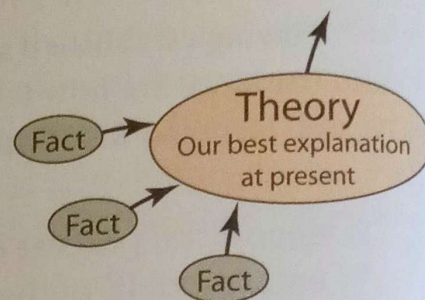 Theory
Our best explanation
at present
Fact
Fact
Fact